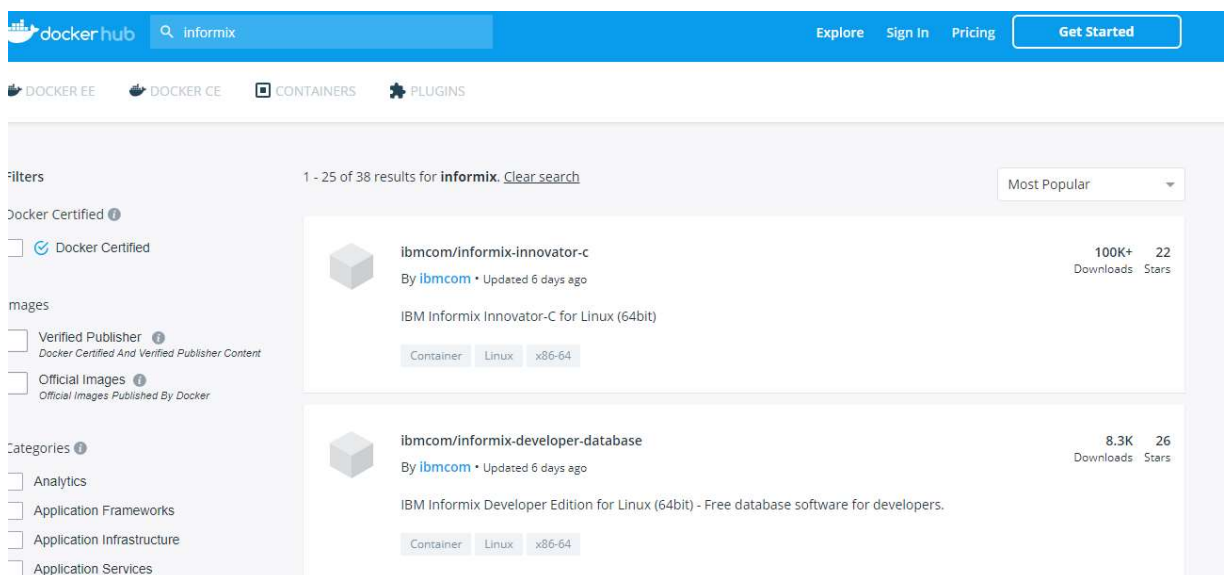 dockerhub
informix
Explore
Sign In
Pricing
Get Started
DOCKER EE
DOCKER CE
CONTAINERS
PLUGINS
Filters
1 - 25 of 38 results for informix. Clear search
Most Popular
Docker Certified
Docker Certified
mages
Verified Publisher
Docker Certified And Verified Publisher Content
Official Images
Official Images Published By Docker
Categories
Analytics
Application Frameworks
Application Infrastructure
Application Services
ibmcom/informix-innovator-c
100K+ 22
By ibmcom • Updated 6 days ago
Downloads Stars
IBM Informix Innovator-C for Linux (64bit)
Container Linux x86-64
ibmcom/informix-developer-database
8.3K 26
By ibmcom • Updated 6 days ago
Downloads Stars
IBM Informix Developer Edition for Linux (64bit) - Free database software for developers.
Container Linux x86-64